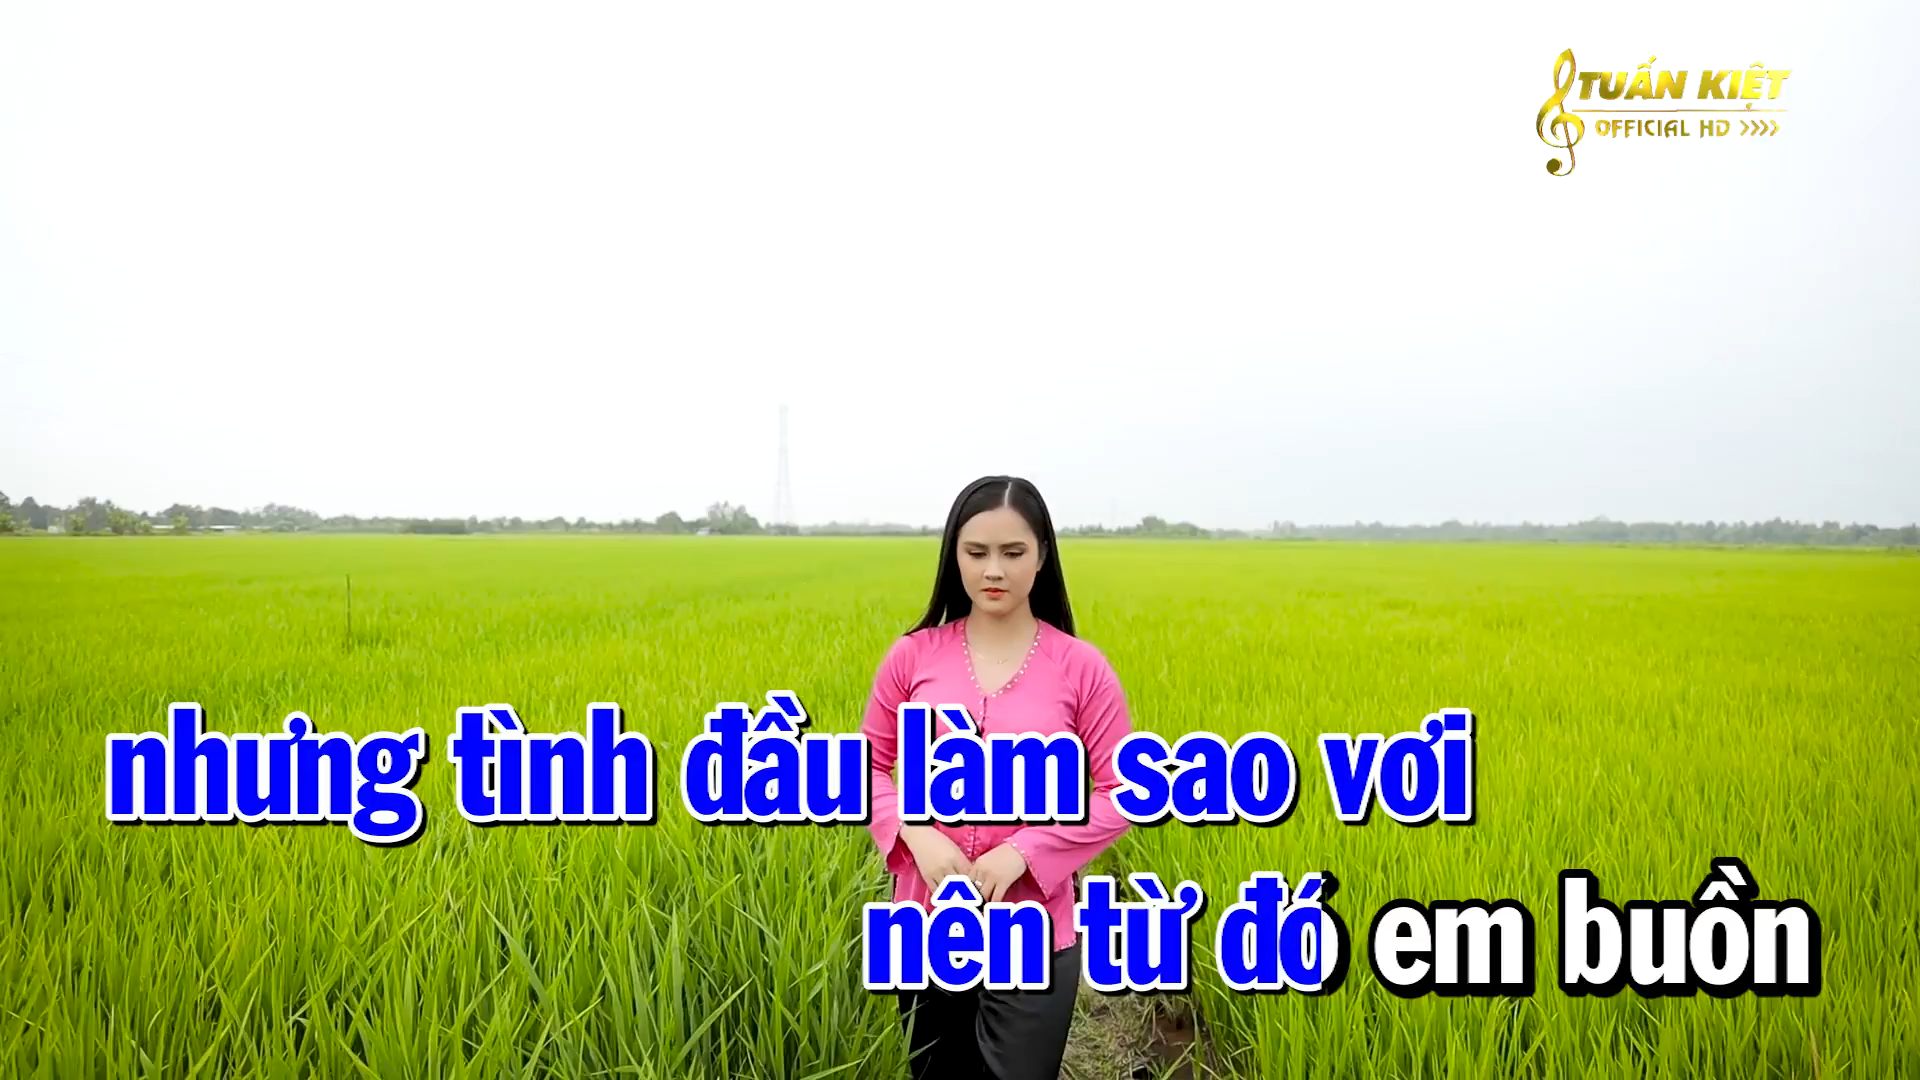 TUẤN KIỆT
OFFICIAL HD >>>>
nhưng tình đầu làm sao vơi
nên từ đó em buồn